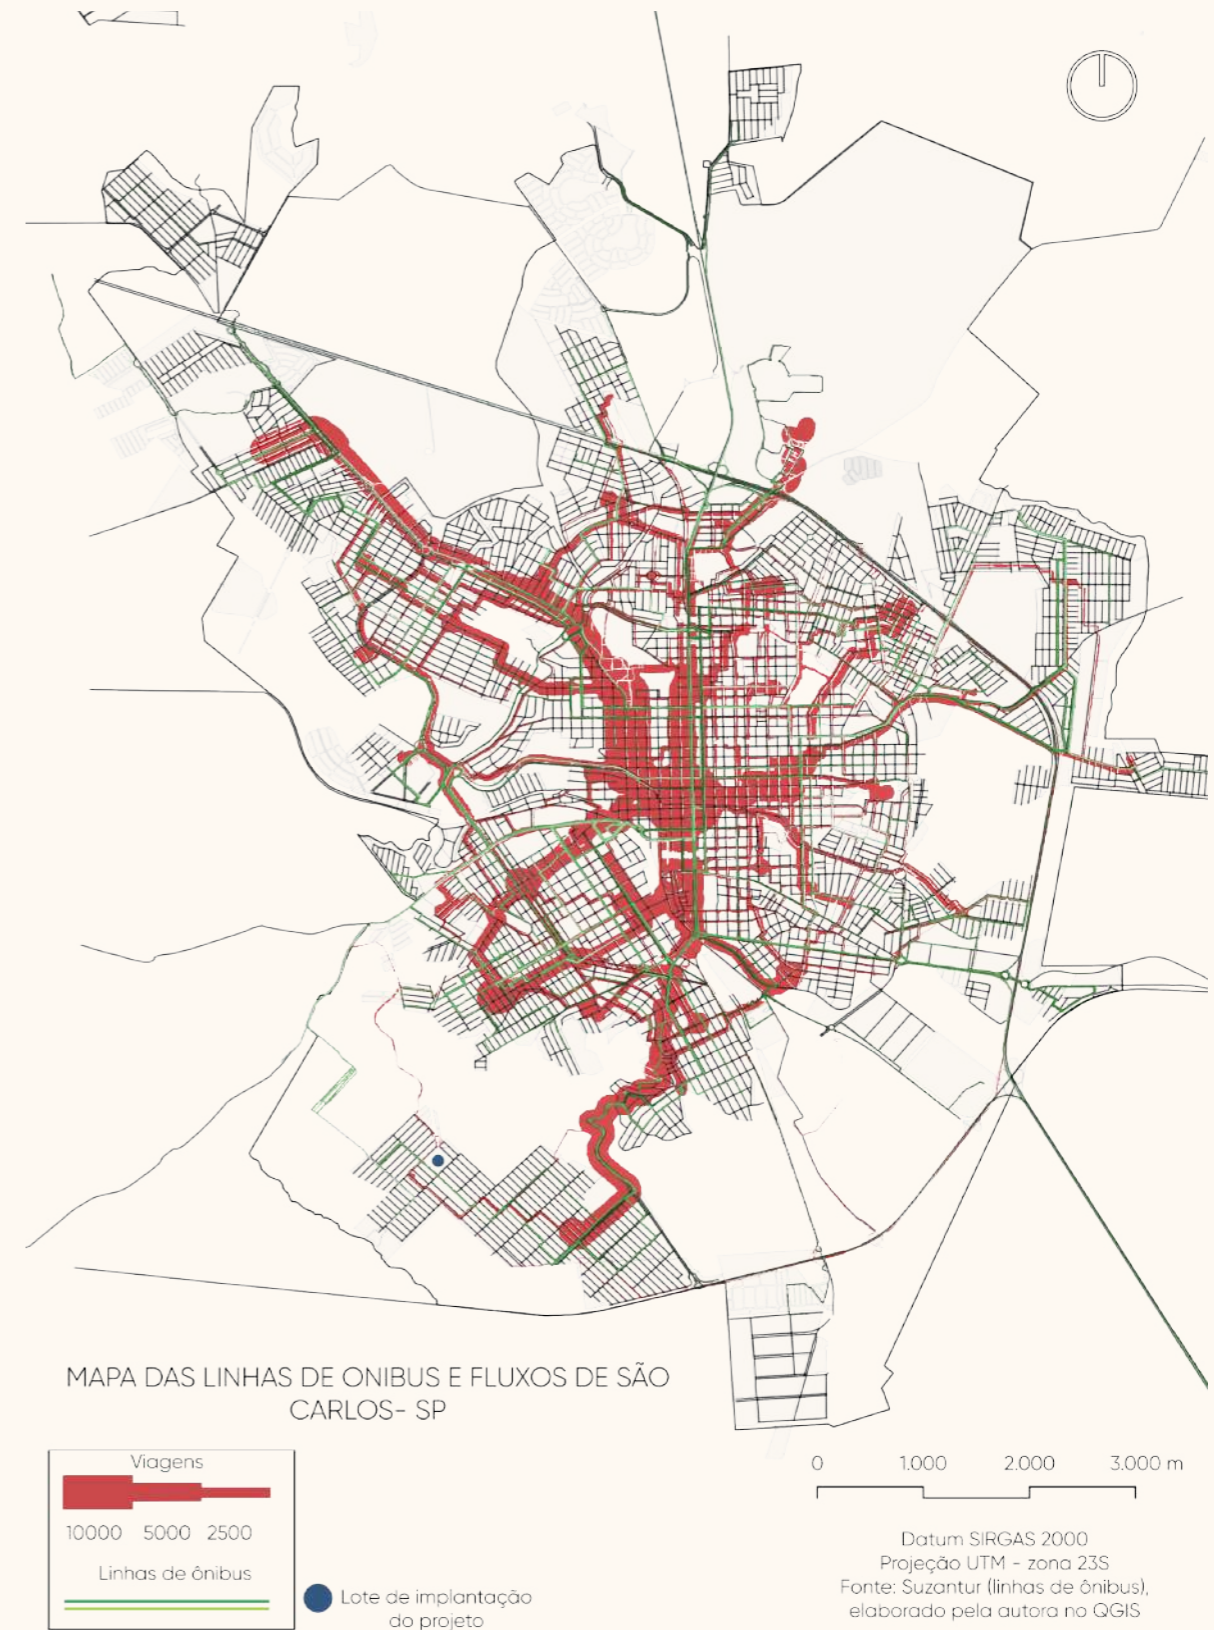 MAPA DAS LINHAS DE ONIBUS E FLUXOS DE SÃO
CARLOS- SP
Viagens
10000 5000 2500
Linhas de ônibus
Lote de implantação
do projeto
0 1.000 2.000 3.000 m
Datum SIRGAS 2000
Projeção UTM - zona 23S
Fonte: Suzantur (linhas de ônibus),
elaborado pela autora no QGIS